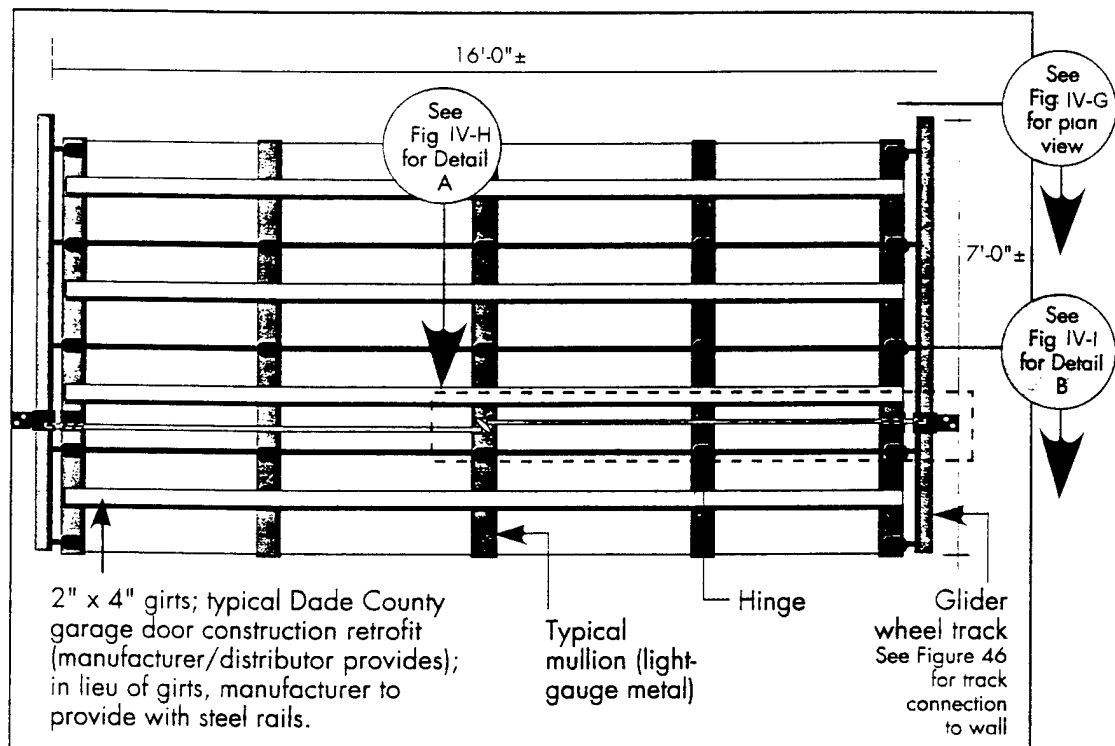 16'-0"±
See
Fig IV-G
for plan
view
See
Fig IV-H
for Detail
A
7'-0"±
See
Fig IV-I
for Detail
B
2" x 4" girts; typical Dade County
garage door construction retrofit
(manufacturer/distributor provides);
in lieu of girts, manufacturer to
provide with steel rails.
Typical
mullion (light-
gauge metal)
Hinge
Glider
wheel track
See Figure 46
for track
connection
to wall